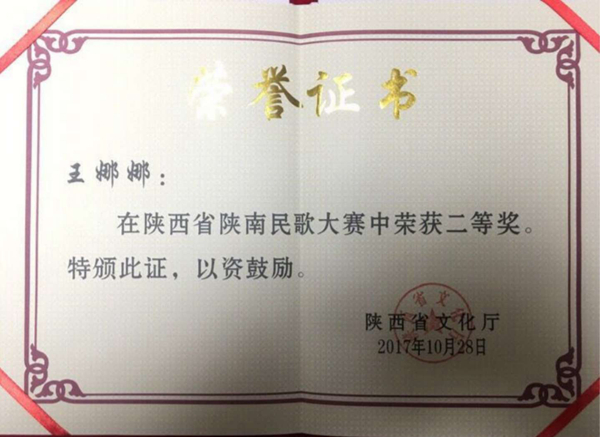 荣誉证书
王娜娜：
在陕西省陕南民歌大赛中荣获二等奖。
特颁此证，以资鼓励。
陕西省文化厅
2017年10月28日